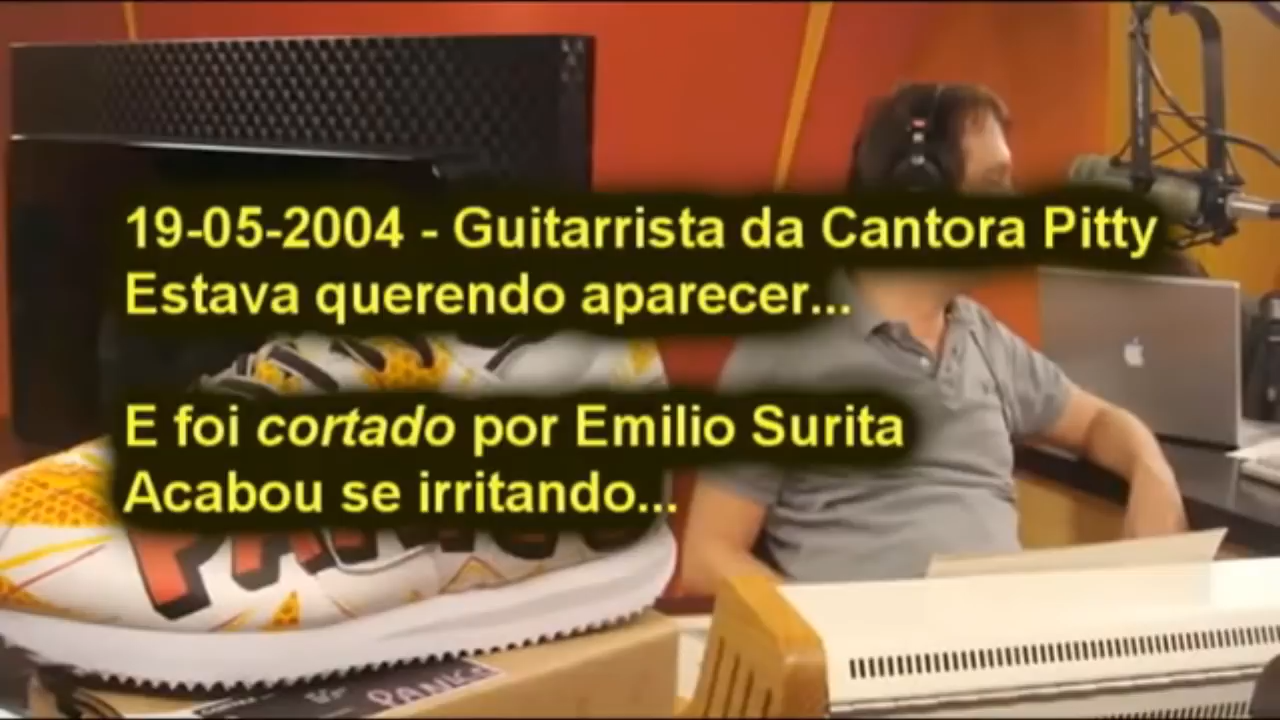 19-05-2004 - Guitarrista da Cantora Pitty
Estava querendo aparecer...
E foi cortado por Emilio Surita
Acabou se irritando...